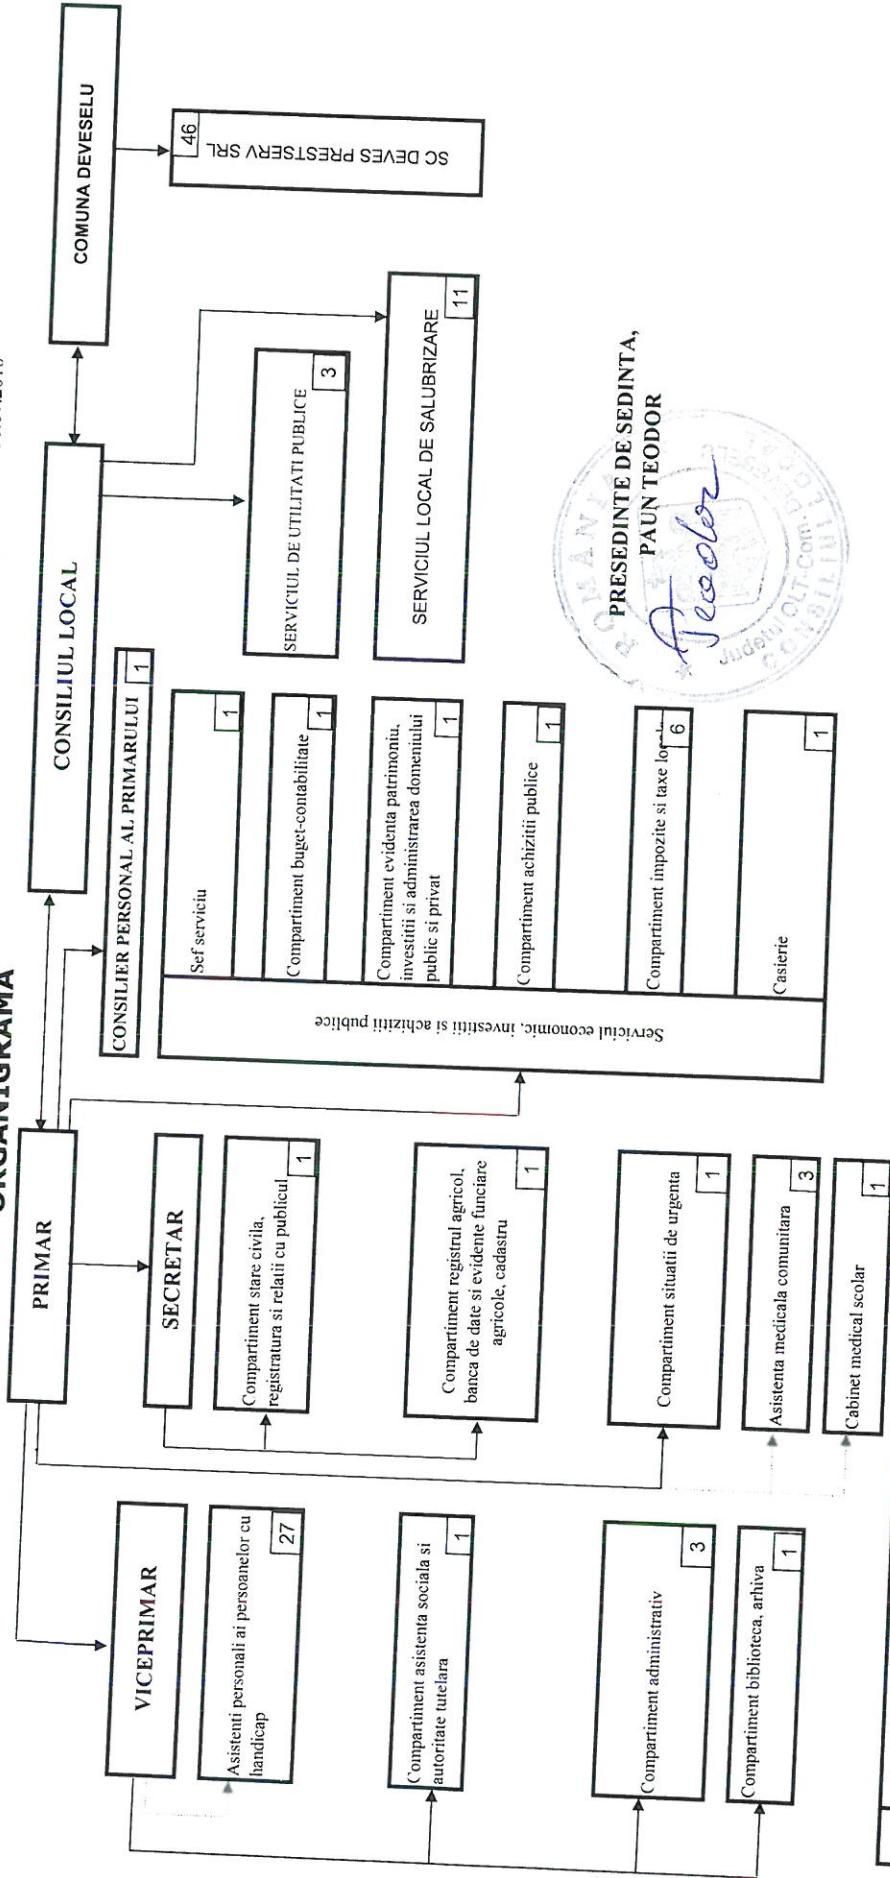 ORGANIGRAMA
PRIMAR
CONSILIUL LOCAL
COMUNA DEVESELU
VICEPRIMAR
SECRETAR
CONSILIER PERSONAL AL PRIMARULUI
1
SC DEVES PRESTSERV SRL
46
Asistenti personali ai persoanelor cu
handicap
27
Compartiment asistenta sociala si
autoritate tutelara
1
Compartiment administrativ
3
Compartiment biblioteca, arhiva
1
Compartiment stare civila,
registratura si relatii cu publicul
1
Compartiment registrul agricol,
banca de date si evidente funciare
agricole, cadastru
1
Compartiment situatii de urgenta
1
Asistenta medicala comunitara
3
Cabinet medical scolar
1
Serviciul economic, investitii si achizitii publice
Sef serviciu
1
Compartiment buget-contabilitate
1
Compartiment evidenta patrimoniu,
investitii si administrarea domeniului
public si privat
1
Compartiment achizitii publice
1
Compartiment impozite si taxe
6
Casierie
1
SERVICIUL DE UTILITATI PUBLICE
3
SERVICIUL LOCAL DE SALUBRIZARE
11
PRESEDINTE DE SEDINTA,
PAUN TEODOR
Teodor
ROMANIA
Judetul OLT-Com. DEVESELU
CONSILIUL LOCAL